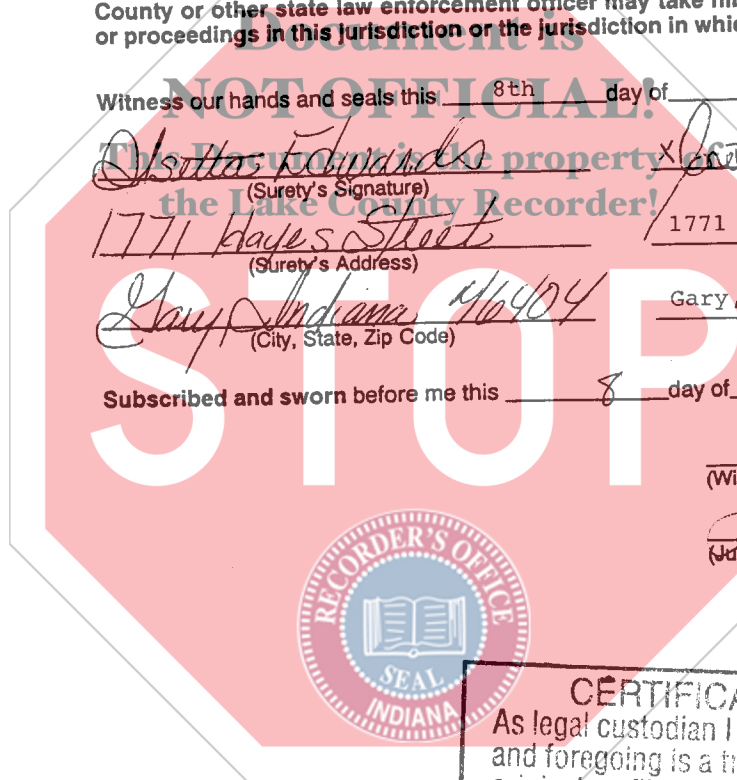 County or other state law enforcement officer may take
or proceedings in this jurisdiction or the jurisdiction in
Document is
NOT OFFICIAL!
This Document is the property of
the Lake County Recorder!
STOP
Witness our hands and seals this 8th day of
Edwards
(Surety's Signature)
1771 Hayes Street
1771
(Surety's Address)
Gary, Indiana 46404
Gary,
(City, State, Zip Code)
Subscribed and sworn before me this 8 day of
RECORDER'S OFFICE
SEAL
INDIANA
As legal custodian I
and foregoing is a